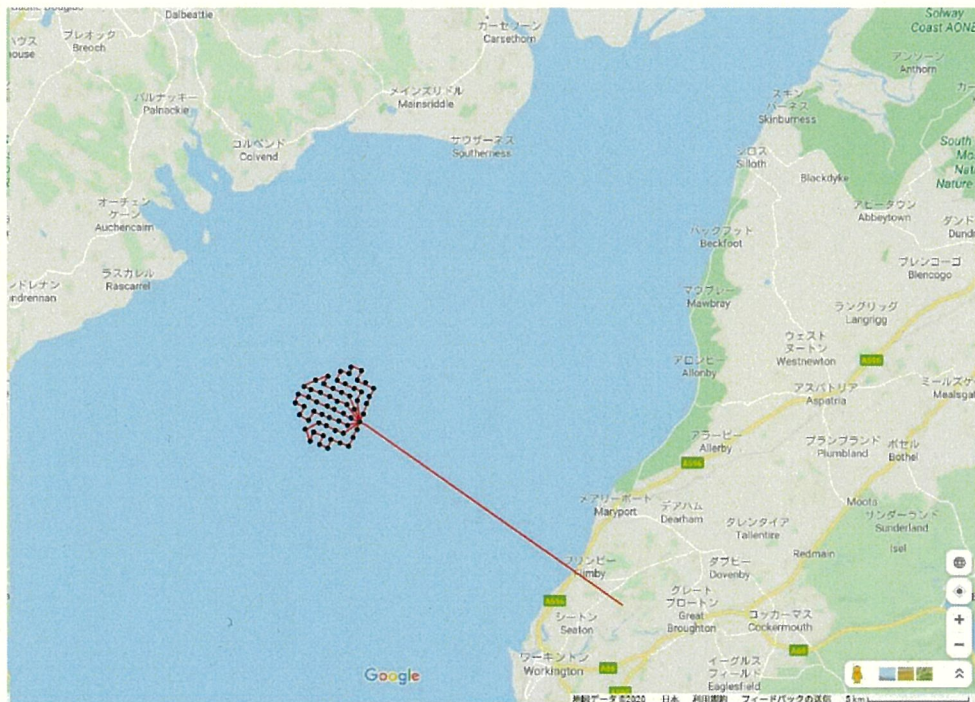 Dalbeattie
Solway
Coast AONB
カーセソーン
Carsethorn
ブレオック
Breoch
アンソーン
Anthorn
メインズリドル
Mainsriddle
パルナッキー
Palnackie
スキン
バーネス
Skinburness
コルベンド
Colvend
サウザーネス
Southerness
シロス
Silloth
South
Nature
Blackdyke
オーチェン
ケーン
Auchencairn
アビータウン
Abbeytown
ベックフット
Beckfoot
ブレンコーゴ
Blencogo
ラスカレル
Rascarrel
マウブレー
Mawbray
ラングリッグ
Langrigg
ウェスト
ヌートン
Westnewton
A596
アロンビー
Allonby
アスパトリア
Aspatria
アラービー
Allerby
プランブランド
Plumbland
ボセル
Bothel
A596
メアリーポート
Maryport
デアハム
Dearham
Moota
サンダーランド
Sunderland
タレンタイア
Tallentire
Isel
Redmain
フリンビー
Flimby
ダブビー
Dovenby
A596
グレート
ブロートン
Great
Broughton
シートン
Seaton
コッカーマス
Cockermouth
A66
ワーキントン
Workington
A66
イーグルス
フィールド
Eaglesfield
Google
地図データ ©2020 日本 利用規約 フィードバックの送信 5 km